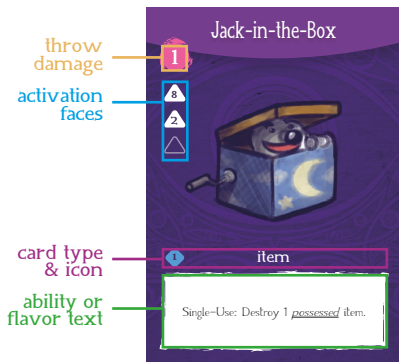 Jack-in-the-Box
throw
damage
1
activation
faces
8
2
card type
& icon
1
item
ability or
flavor text
Single-Use: Destroy 1 possessed item.